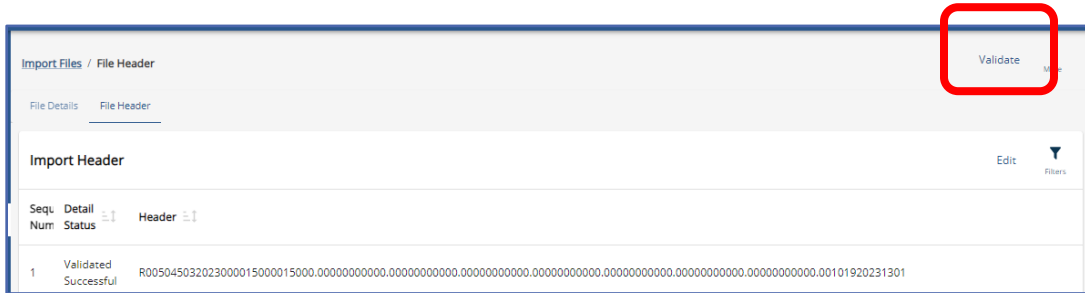 Validate
Import Files / File Header
More
File Details File Header
Import Header Edit
Filters
Sequ Detail
Num Status Header
1 Validated Successful R005045032023000015000015000.00000000000.00000000000.00000000000.00000000000.00000000000.00000000000.00000000000.00101920231301